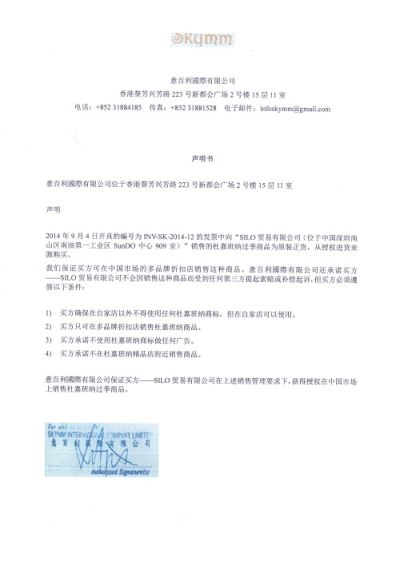 SKYMM
意百利國際有限公司
香港葵芳兴芳路 223 号新都会广场 2 号楼 15 层 11 室
电话：+852 31884185 传真：+852 31881528 电子邮件：infoskymm@gmail.com
声明书
意百利國際有限公司位于香港葵芳兴芳路 223 号新都会广场 2 号楼 15 层 11 室
声明
2014 年 9 月 4 日开具的编号为 INV-SK-2014-12 的发票中向“SILO 贸易有限公司（位于中国深圳南
山区南油第一工业区 SunDO 中心 909 室）”销售的杜嘉班纳过季商品为原装正货，从授权进货来
源购买。
我们保证买方可在中国市场的多品牌折扣店销售这种商品。意百利國際有限公司还承诺买方
——SILO 贸易有限公司不会因销售这种商品而受到任何第三方提起索赔或补偿起诉，但买方必须遵
循以下条件：
1) 买方确保在自家店以外不得使用任何杜嘉班纳商标，但在自家店可以使用。
2) 买方只可在多品牌折扣店销售杜嘉班纳商品。
3) 买方承诺不使用杜嘉班纳商标做任何广告。
4) 买方承诺不在杜嘉班纳精品店附近销售商品。
意百利國際有限公司保证买方——SILO 贸易有限公司在上述销售管理要求下，获得授权在中国市场
上销售杜嘉班纳过季商品。
For and on
SKYMM INTERNATIONAL COMPANY LIMITED
意百利國際有限公司
Authorized Signature(s)